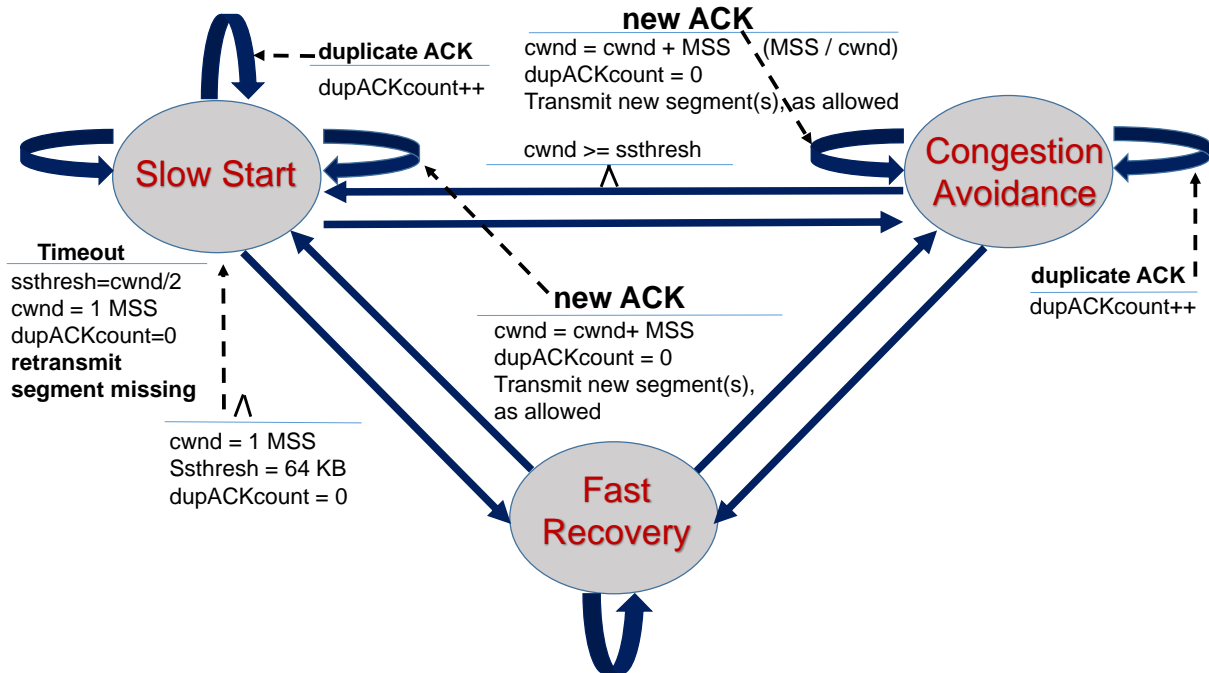 duplicate ACK
dupACKcount++
new ACK
cwnd = cwnd + MSS (MSS / cwnd)
dupACKcount = 0
Transmit new segment(s), as allowed
cwnd >= ssthresh
Λ
Slow Start
Congestion
Avoidance
Timeout
ssthresh=cwnd/2
cwnd = 1 MSS
dupACKcount=0
retransmit
segment missing
new ACK
cwnd = cwnd+ MSS
dupACKcount = 0
Transmit new segment(s),
as allowed
duplicate ACK
dupACKcount++
Λ
cwnd = 1 MSS
Ssthresh = 64 KB
dupACKcount = 0
Fast
Recovery